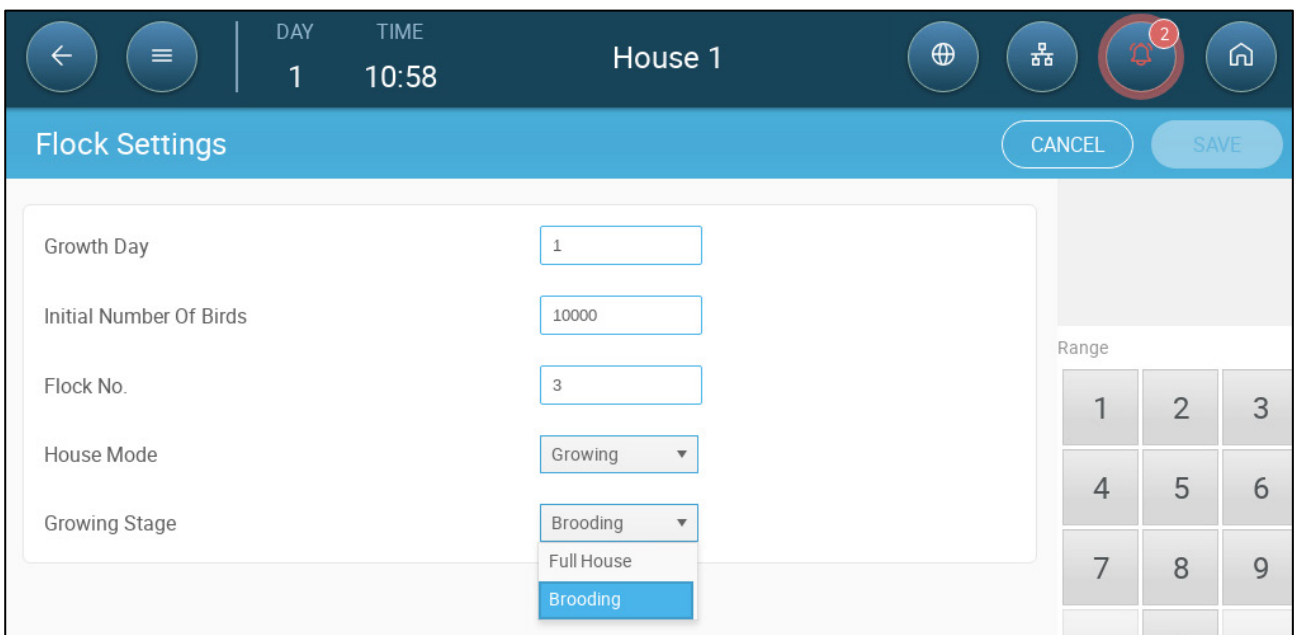 DAY TIME
2
1 10:58 House 1
Flock Settings CANCEL SAVE
Growth Day 1
Initial Number Of Birds 10000
Range
Flock No. 3
1 2 3
House Mode Growing
4 5 6
Growing Stage Brooding
Full House
7 8 9
Brooding